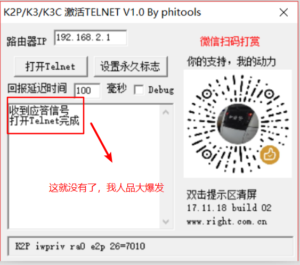 K2P/K3/K3C 激活TELNET V1.0 By phitools
路由器IP 192.168.2.1
微信扫码打赏
打开Telnet 设置永久标志
你的支持，我的动力
回报延迟时间 100 毫秒 Debug
收到应答信号
打开Telnet完成
这就没有了，我人品大爆发
双击提示区清屏
17.11.18 build 02
www.right.com.cn
K2P iwpriv ra0 e2p 26=7010